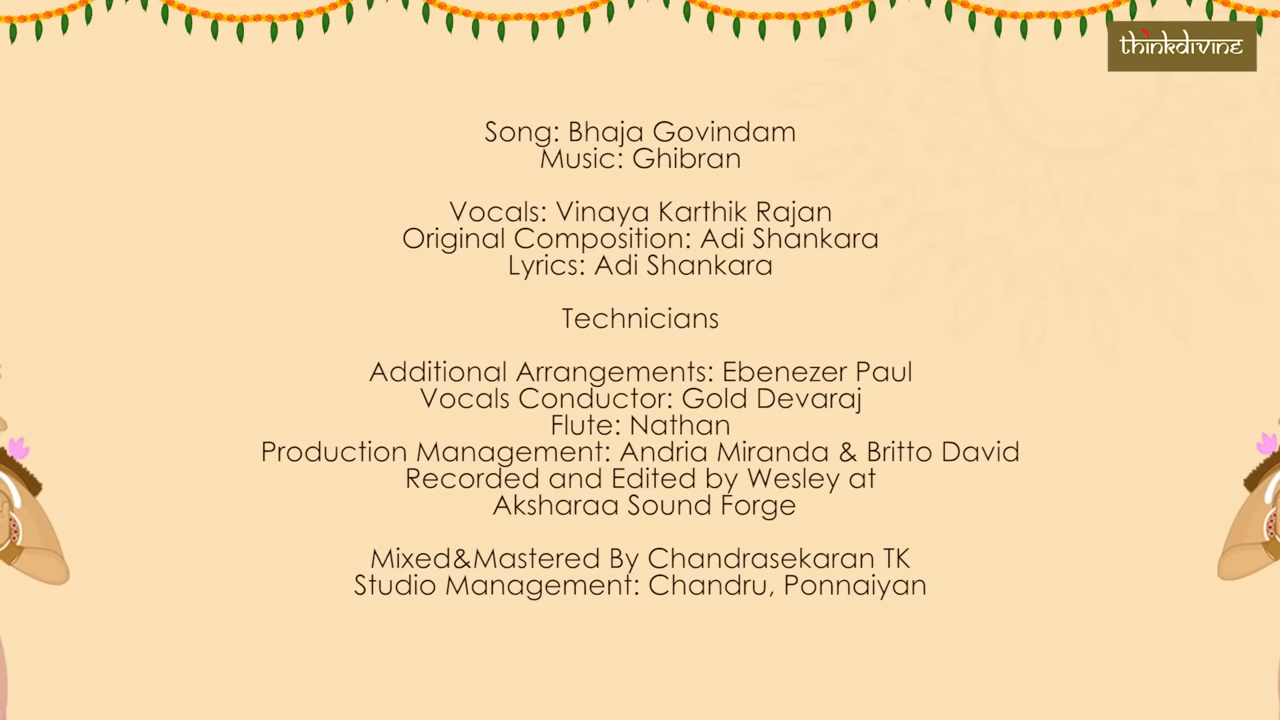 thinkdivine
Song: Bhaja Govindam
Music: Ghibran
Vocals: Vinaya Karthik Rajan
Original Composition: Adi Shankara
Lyrics: Adi Shankara
Technicians
Additional Arrangements: Ebenezer Paul
Vocals Conductor: Gold Devaraj
Flute: Nathan
Production Management: Andria Miranda & Britto David
Recorded and Edited by Wesley at
Aksharaa Sound Forge
Mixed&Mastered By Chandrasekaran TK
Studio Management: Chandru, Ponnaiyan